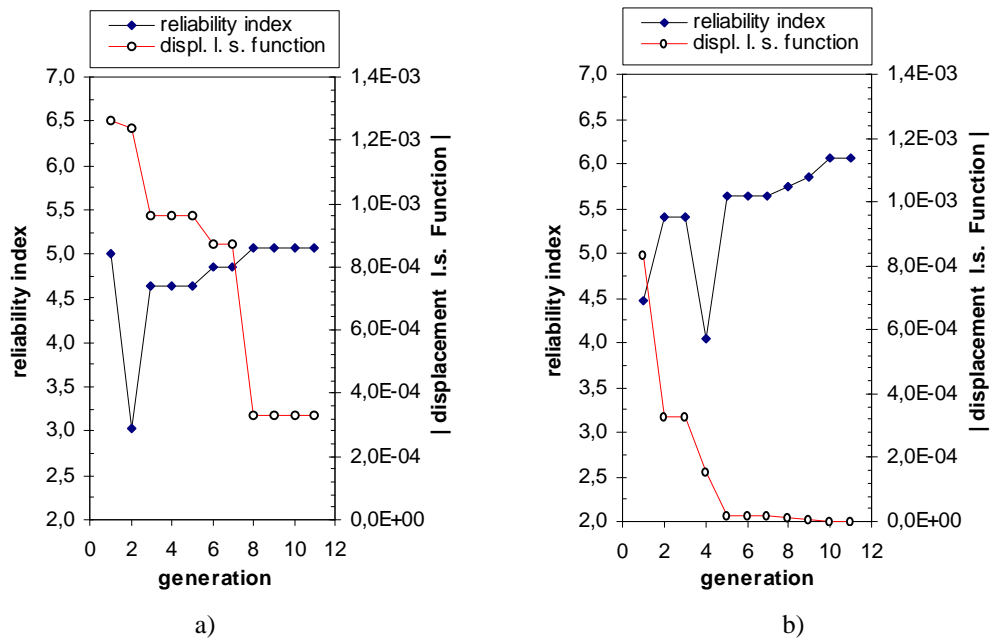 reliability index
displ. l. s. function
7,0
6,5
6,0
5,5
5,0
4,5
4,0
3,5
3,0
2,5
2,0
reliability index
1,4E-03
1,2E-03
1,0E-03
8,0E-04
6,0E-04
4,0E-04
2,0E-04
0,0E+00
| displacement l.s. Function |
0 2 4 6 8 10 12
generation
a)
reliability index
displ. l. s. function
7,0
6,5
6,0
5,5
5,0
4,5
4,0
3,5
3,0
2,5
2,0
reliability index
1,4E-03
1,2E-03
1,0E-03
8,0E-04
6,0E-04
4,0E-04
2,0E-04
0,0E+00
| displacement l.s. Function |
0 2 4 6 8 10 12
generation
b)